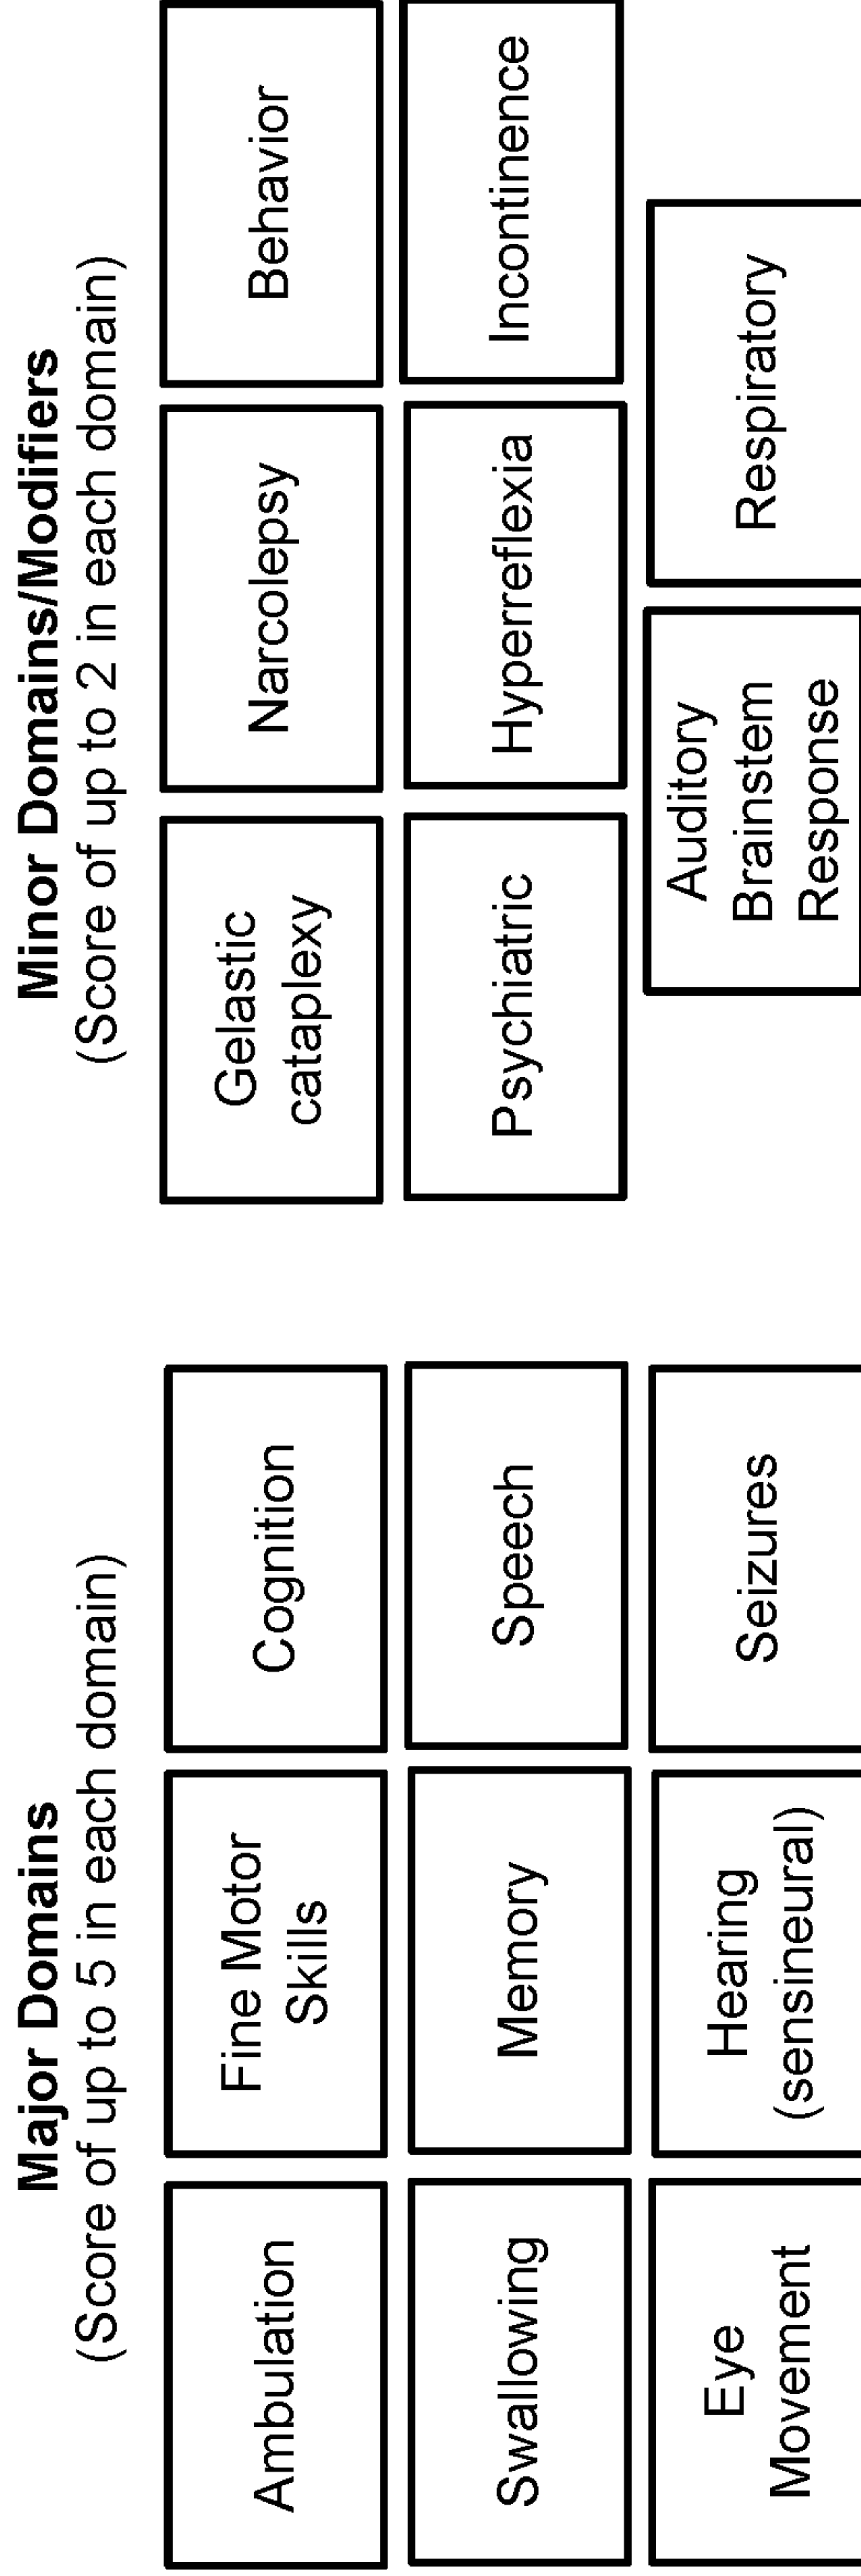 Major Domains
(Score of up to 5 in each domain)
Ambulation
Fine Motor
Skills
Cognition
Swallowing
Memory
Speech
Eye
Movement
Hearing
(sensineural)
Seizures
Minor Domains/Modifiers
(Score of up to 2 in each domain)
Gelastic
cataplexy
Narcolepsy
Behavior
Psychiatric
Hyperreflexia
Incontinence
Auditory
Brainstem
Response
Respiratory